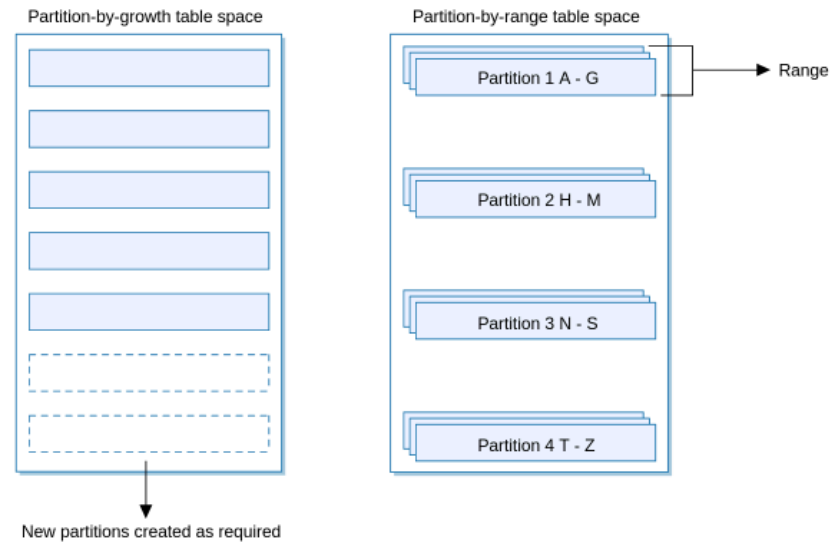 Partition-by-growth table space
New partitions created as required
Partition-by-range table space
Partition 1 A - G
Range
Partition 2 H - M
Partition 3 N - S
Partition 4 T - Z